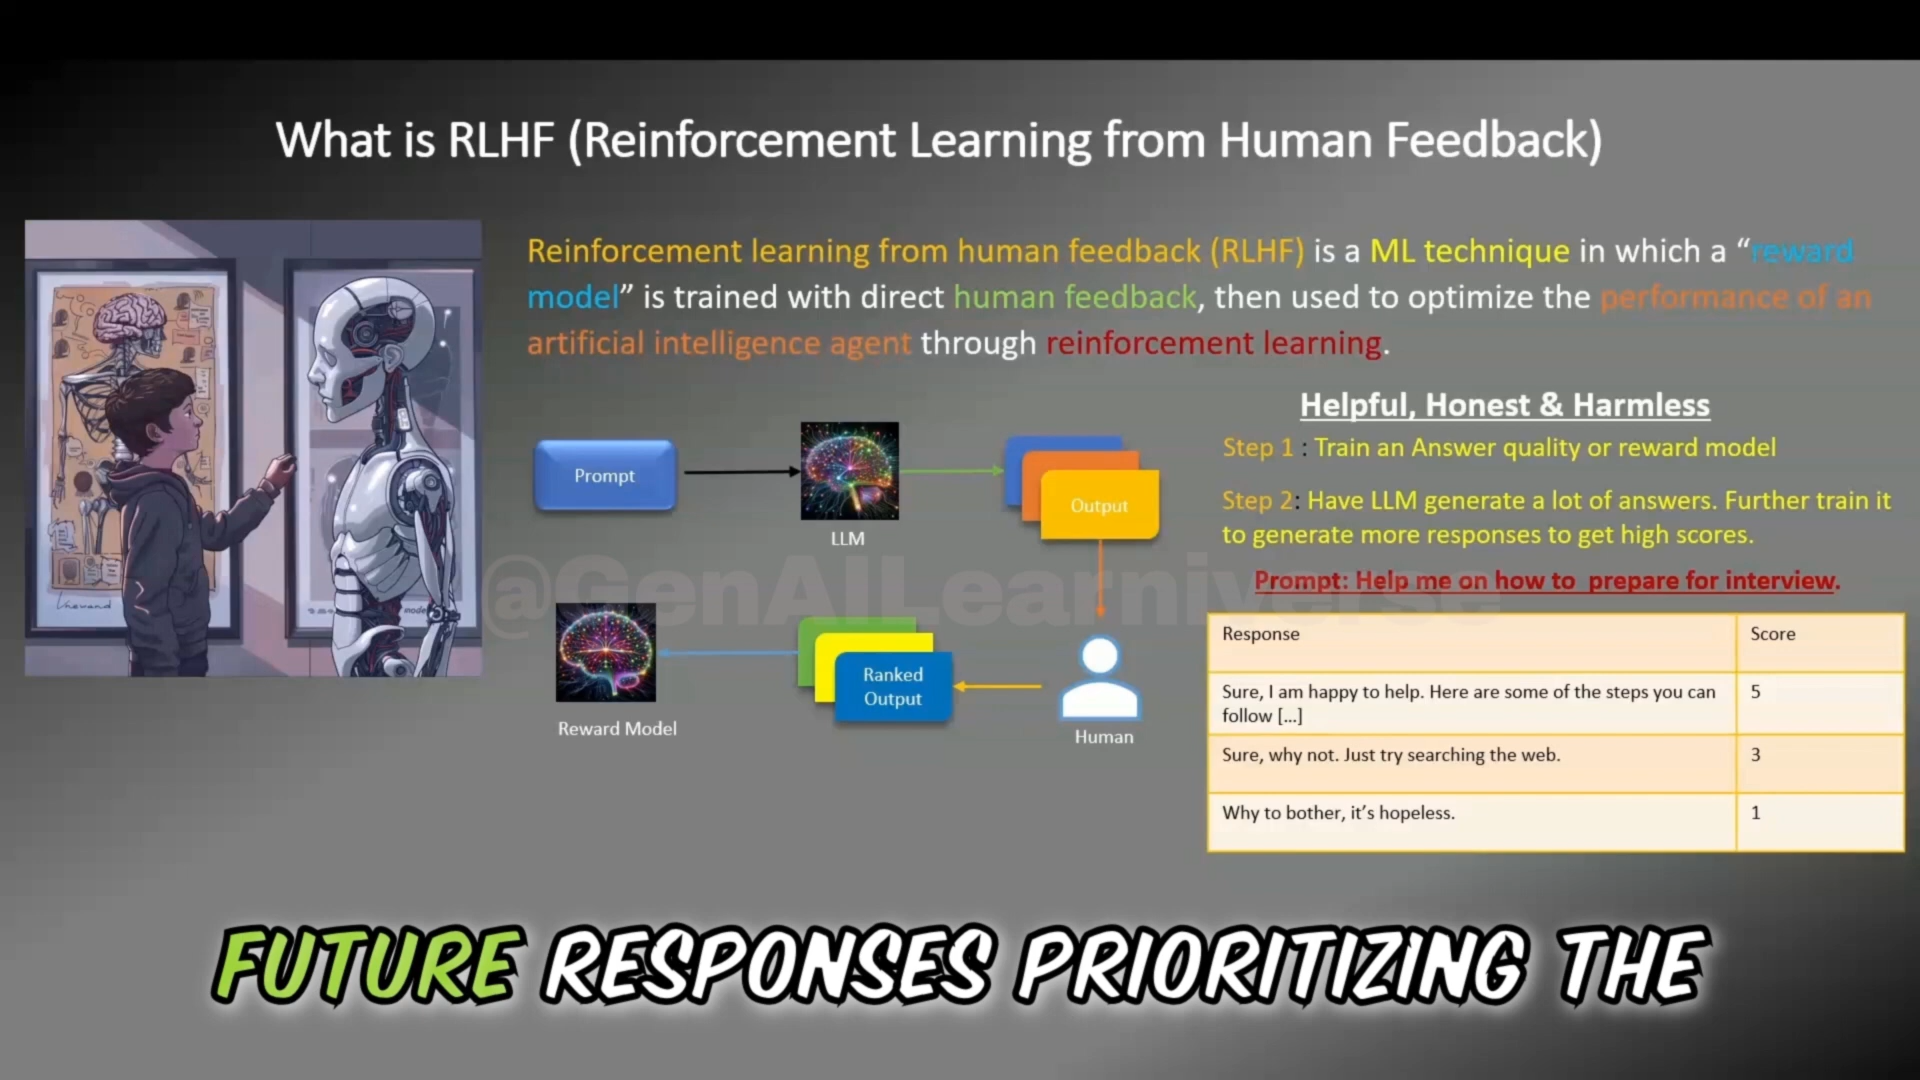 What is RLHF (Reinforcement Learning from Human Feedback)
Reinforcement learning from human feedback (RLHF) is a ML technique in which a “reward
model” is trained with direct human feedback, then used to optimize the performance of an
artificial intelligence agent through reinforcement learning.
Helpful, Honest & Harmless
Step 1 : Train an Answer quality or reward model
Step 2: Have LLM generate a lot of answers. Further train it
to generate more responses to get high scores.
Prompt: Help me on how to prepare for interview.
Prompt
LLM
Output
Human
Ranked
Output
Reward Model
@GenAILearniverse
Response Score
Sure, I am happy to help. Here are some of the steps you can
follow [...] 5
Sure, why not. Just try searching the web. 3
Why to bother, it’s hopeless. 1
FUTURE RESPONSES PRIORITIZING THE